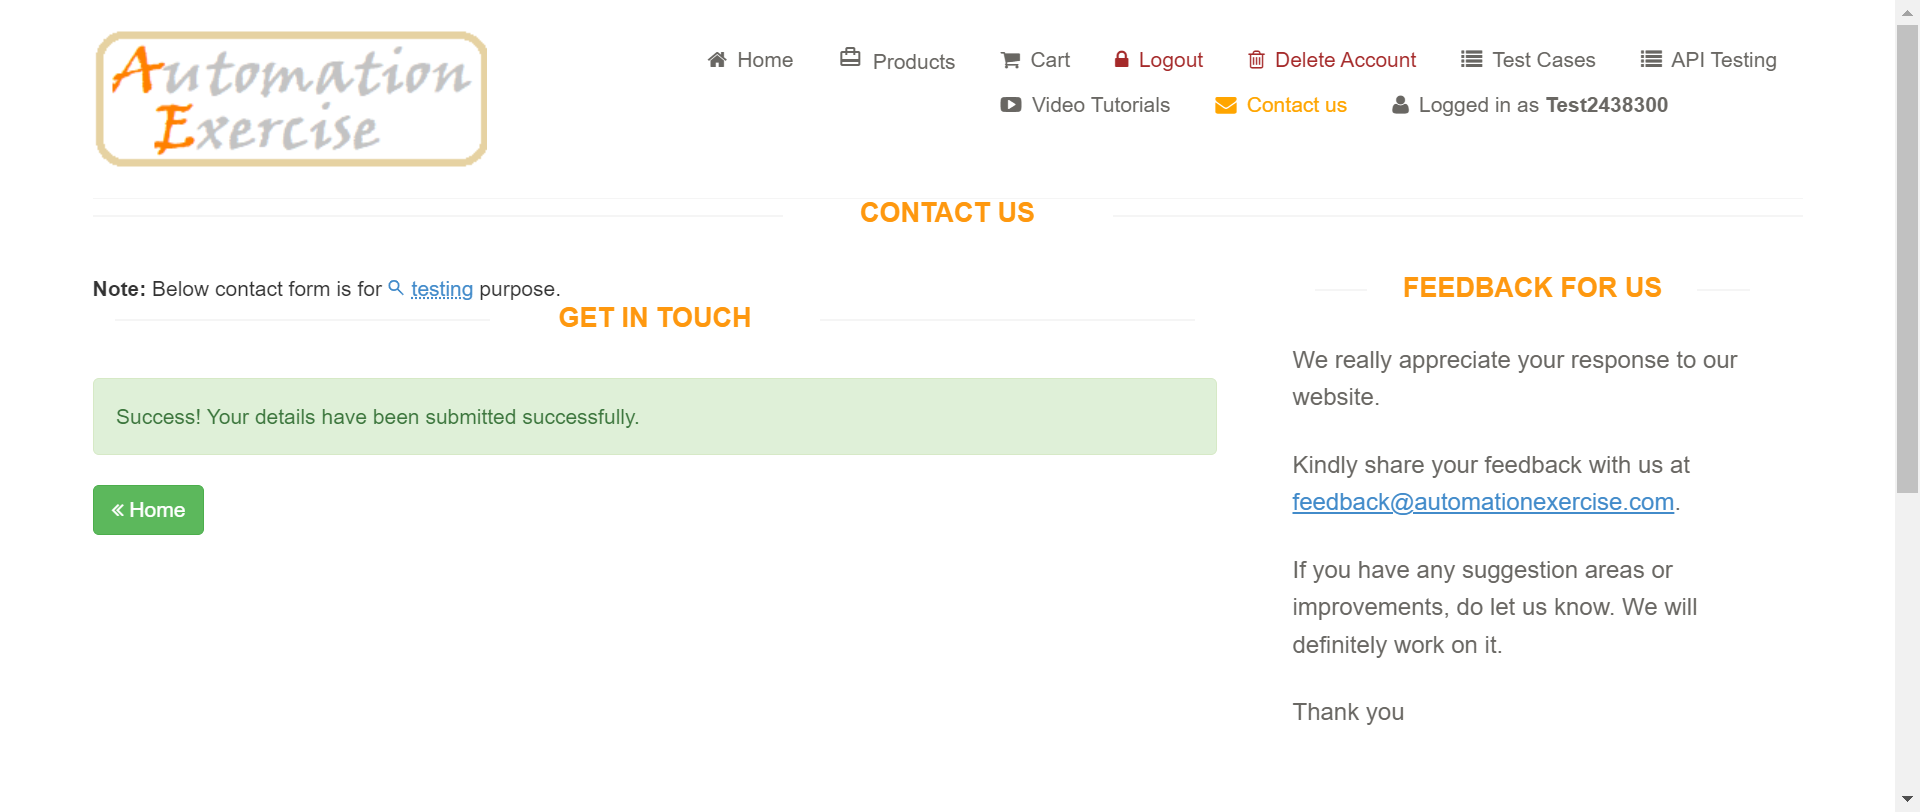 Automation
Exercise
Home Products Cart Logout Delete Account Test Cases API Testing
Video Tutorials Contact us Logged in as Test2438300
CONTACT US
Note: Below contact form is for testing purpose.
GET IN TOUCH
Success! Your details have been submitted successfully.
« Home
FEEDBACK FOR US
We really appreciate your response to our
website.
Kindly share your feedback with us at
feedback@automationexercise.com.
If you have any suggestion areas or
improvements, do let us know. We will
definitely work on it.
Thank you